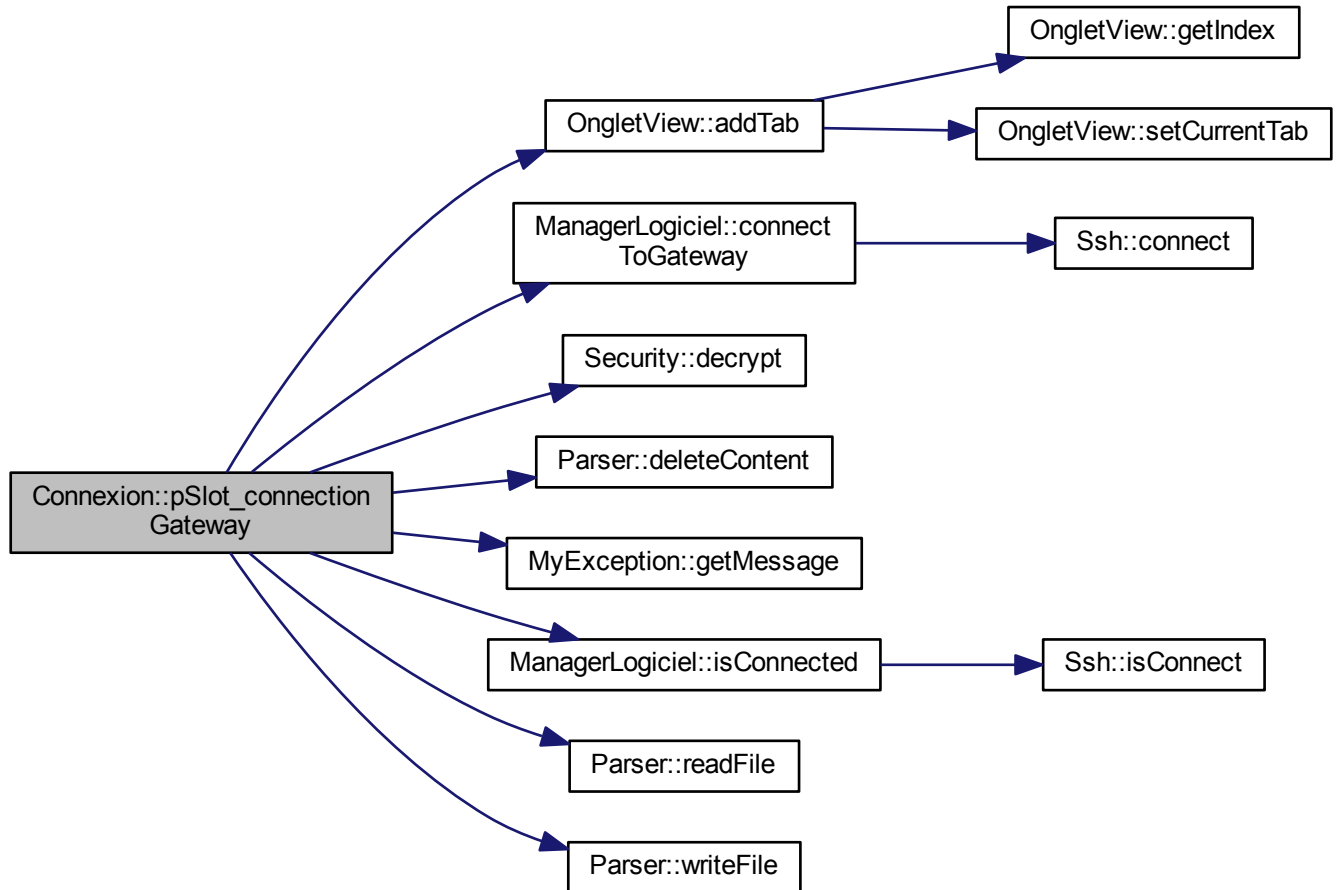 OngletView::getIndex
OngletView::addTab
OngletView::setCurrentTab
ManagerLogiciel::connect
ToGateway
Ssh::connect
Security::decrypt
Parser::deleteContent
Connexion::pSlot_connection
Gateway
MyException::getMessage
ManagerLogiciel::isConnected
Ssh::isConnect
Parser::readFile
Parser::writeFile